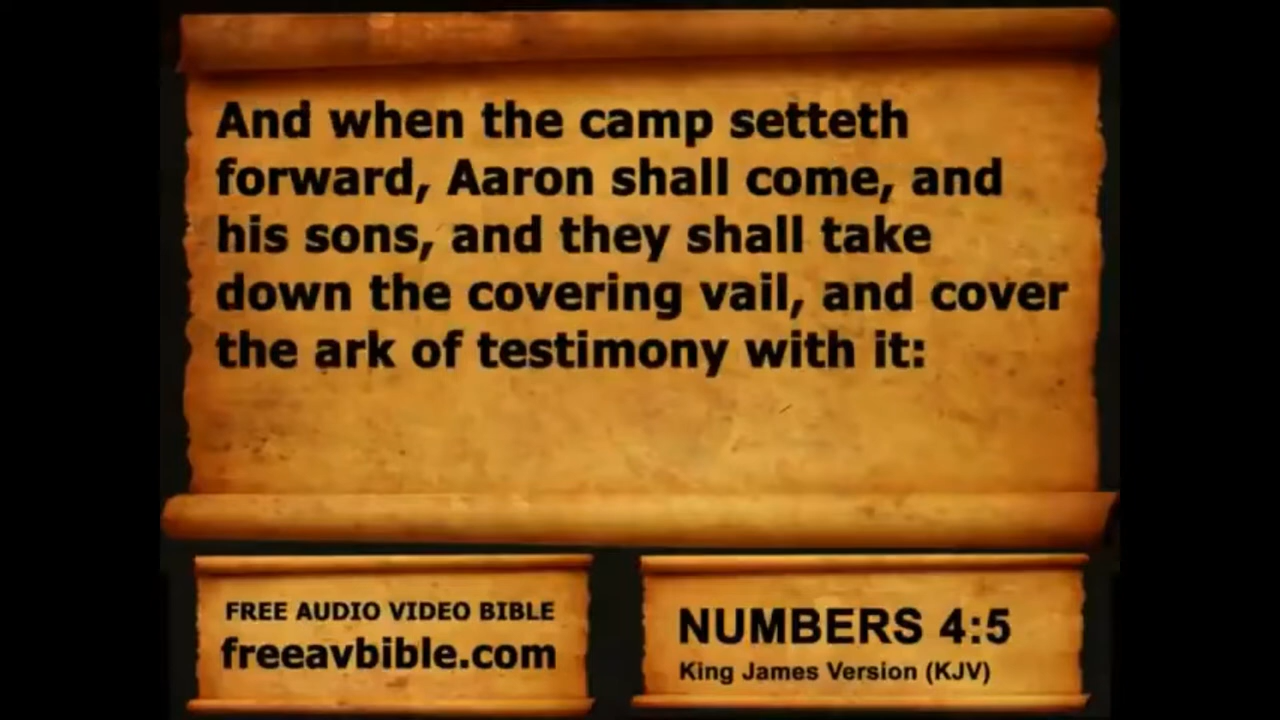 And when the camp setteth
forward, Aaron shall come, and
his sons, and they shall take
down the covering vail, and cover
the ark of testimony with it:
FREE AUDIO VIDEO BIBLE
freeavbible.com
NUMBERS 4:5
King James Version (KJV)